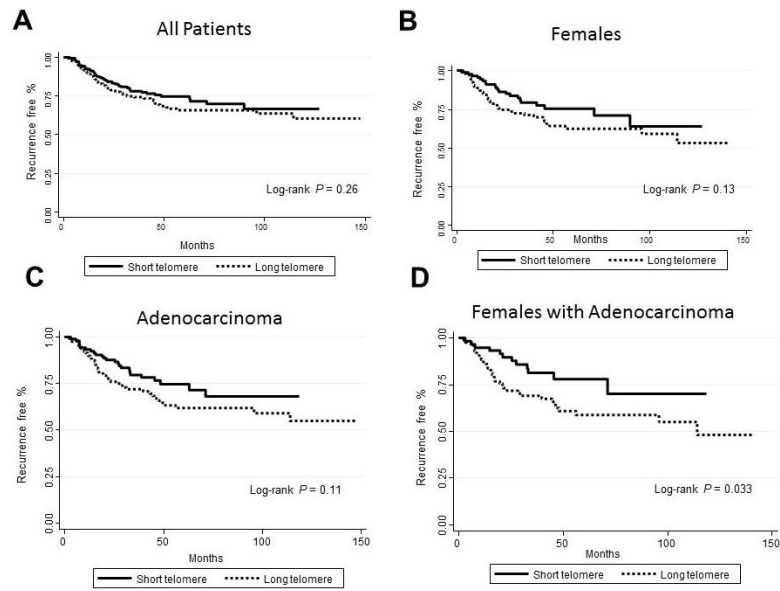 A
All Patients
Recurrence free %
1.00
0.75
0.50
0.25
0.00
Log-rank P = 0.26
0 50 100 150
Months
Short telomere Long telomere
B
Females
Recurrence free %
1.00
0.75
0.50
0.25
0.00
Log-rank P = 0.13
0 50 100 150
Months
Short telomere Long telomere
C
Adenocarcinoma
Recurrence free %
1.00
0.75
0.50
0.25
0.00
Log-rank P = 0.11
0 50 100 150
Months
Short telomere Long telomere
D
Females with Adenocarcinoma
Recurrence free %
1.00
0.75
0.50
0.25
0.00
Log-rank P = 0.033
0 50 100 150
Months
Short telomere Long telomere